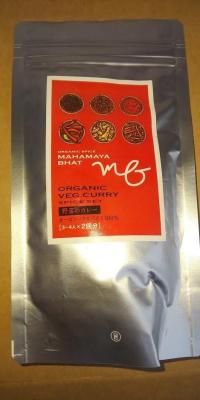 ORGANIC SPICE
MAHAMAYA
BHAT
mb
ORGANIC
VEG.CURRY
SPICE SET
野菜のカレー
[3~4人×2回分]